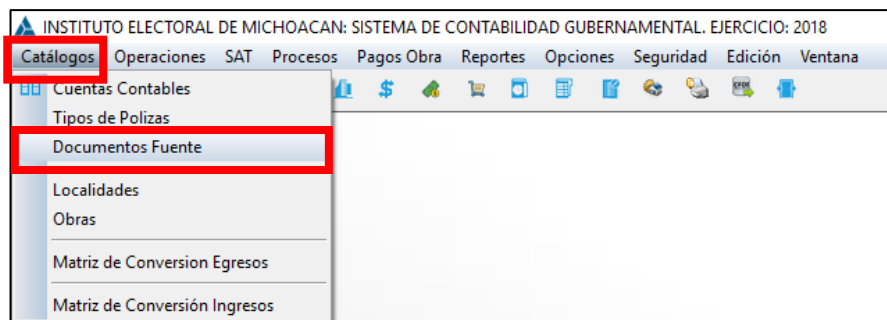 INSTITUTO ELECTORAL DE MICHOACAN: SISTEMA DE CONTABILIDAD GUBERNAMENTAL. EJERCICIO: 2018
Catálogos Operaciones SAT Procesos Pagos Obra Reportes Opciones Seguridad Edición Ventana
Cuentas Contables
Tipos de Polizas
Documentos Fuente
Localidades
Obras
Matriz de Conversion Egresos
Matriz de Conversión Ingresos